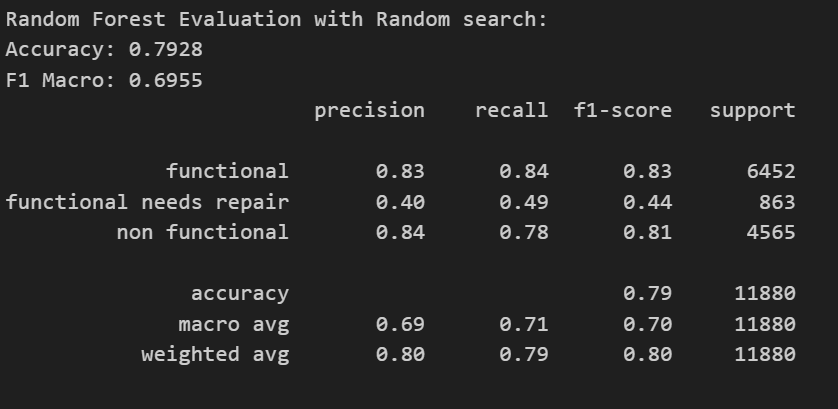 Random Forest Evaluation with Random search:
Accuracy: 0.7928
F1 Macro: 0.6955
precision recall f1-score support
functional 0.83 0.84 0.83 6452
functional needs repair 0.40 0.49 0.44 863
non functional 0.84 0.78 0.81 4565
accuracy 0.79 11880
macro avg 0.69 0.71 0.70 11880
weighted avg 0.80 0.79 0.80 11880